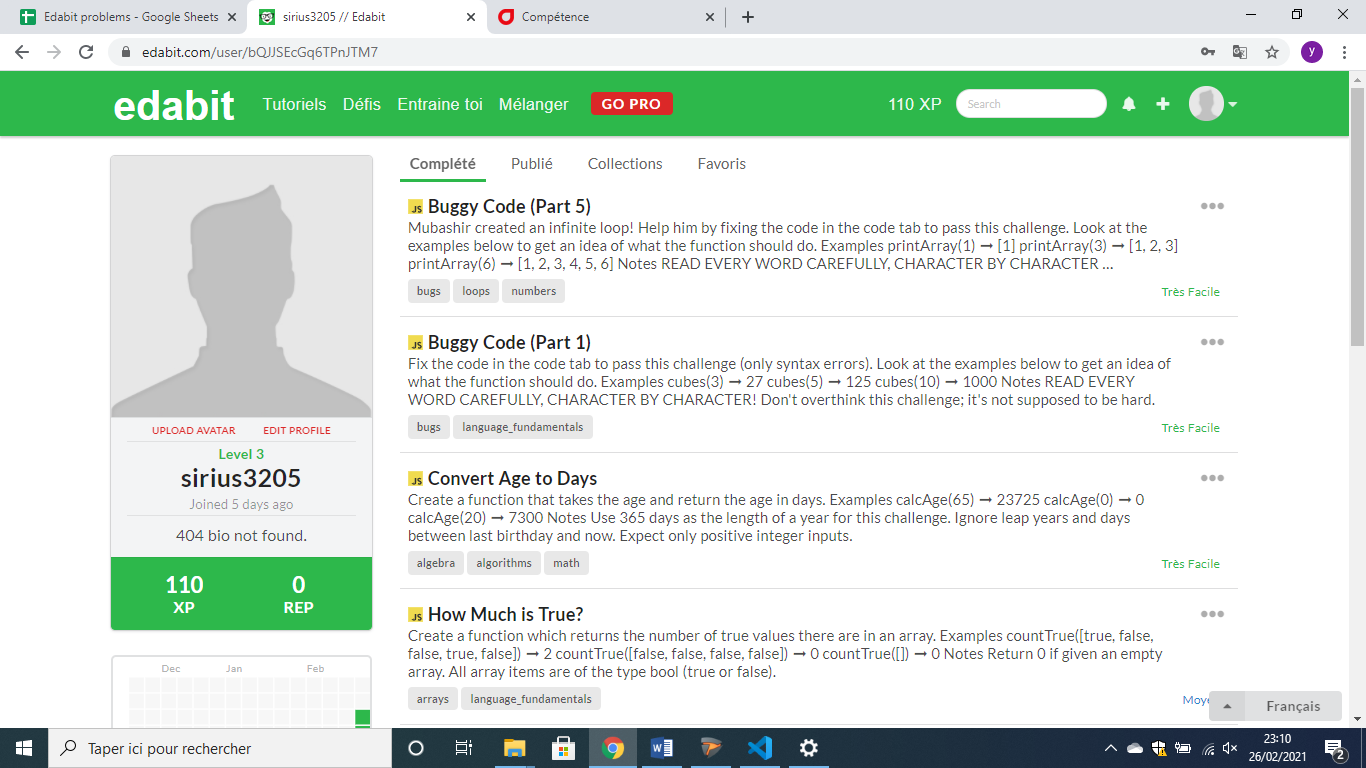 Edabit problems - Google Sheets
sirius3205 // Edabit
Compétence
edabit.com/user/bQJJSEcGq6TPnJTM7
y
edabit
Tutoriels
Défis
Entraine toi
Mélanger
GO PRO
110 XP
Search
Complété
Publié
Collections
Favoris
JS Buggy Code (Part 5)
Mubashir created an infinite loop! Help him by fixing the code in the code tab to pass this challenge. Look at the
examples below to get an idea of what the function should do. Examples printArray(1) ➞ [1] printArray(3) ➞ [1, 2, 3]
printArray(6) ➞ [1, 2, 3, 4, 5, 6] Notes READ EVERY WORD CAREFULLY, CHARACTER BY CHARACTER ...
bugs
loops
numbers
Très Facile
JS Buggy Code (Part 1)
Fix the code in the code tab to pass this challenge (only syntax errors). Look at the examples below to get an idea of
what the function should do. Examples cubes(3) ➞ 27 cubes(5) ➞ 125 cubes(10) ➞ 1000 Notes READ EVERY
WORD CAREFULLY, CHARACTER BY CHARACTER! Don't overthink this challenge; it's not supposed to be hard.
bugs
language_fundamentals
Très Facile
JS Convert Age to Days
Create a function that takes the age and return the age in days. Examples calcAge(65) ➞ 23725 calcAge(0) ➞ 0
calcAge(20) ➞ 7300 Notes Use 365 days as the length of a year for this challenge. Ignore leap years and days
between last birthday and now. Expect only positive integer inputs.
algebra
algorithms
math
Très Facile
JS How Much is True?
Create a function which returns the number of true values there are in an array. Examples countTrue([true, false,
false, true, false]) ➞ 2 countTrue([false, false, false, false]) ➞ 0 countTrue([]) ➞ 0 Notes Return 0 if given an empty
array. All array items are of the type bool (true or false).
arrays
language_fundamentals
UPLOAD AVATAR
EDIT PROFILE
Level 3
sirius3205
Joined 5 days ago
404 bio not found.
110
XP
0
REP
Dec
Jan
Feb
Français
Taper ici pour rechercher
23:10
26/02/2021
2